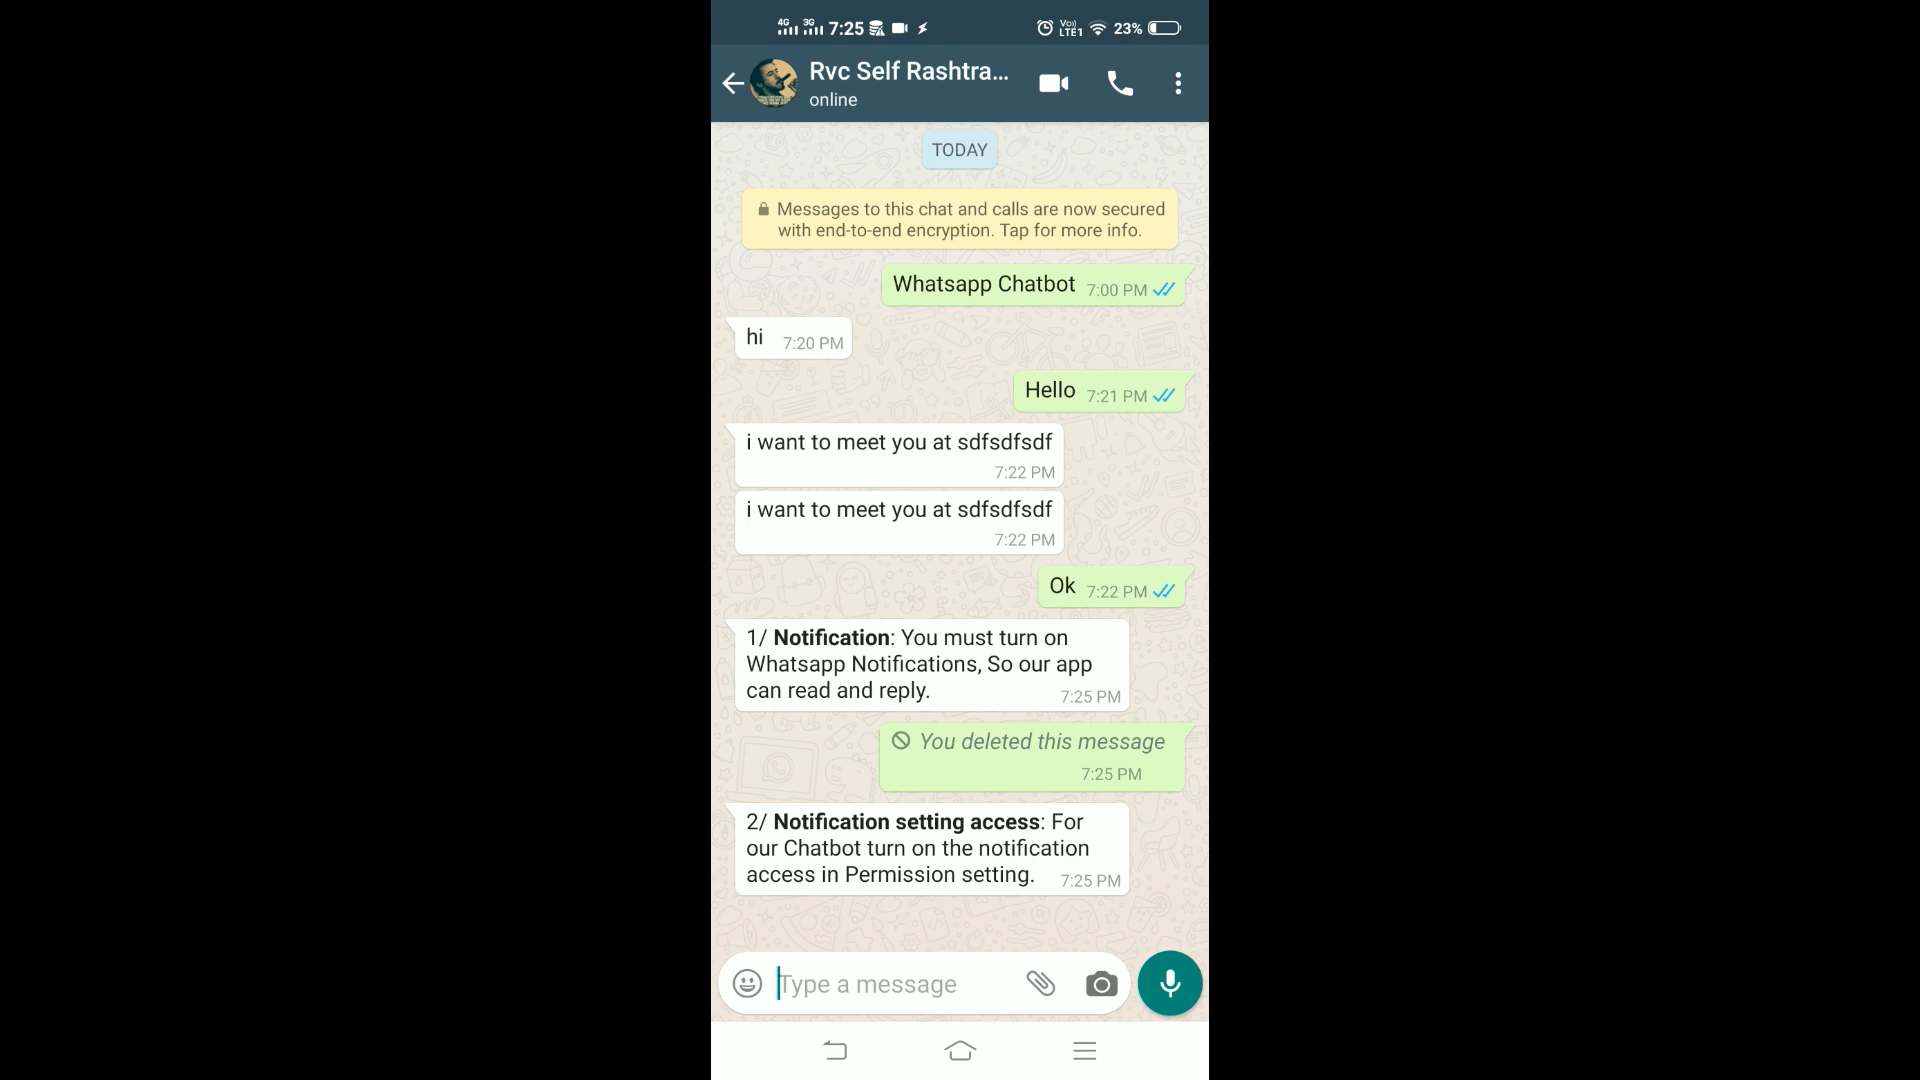 4G 3G 7:25 Vo) LTE1 23%
Rvc Self Rashtra...
online
TODAY
Messages to this chat and calls are now secured
with end-to-end encryption. Tap for more info.
Whatsapp Chatbot 7:00 PM
hi 7:20 PM
Hello 7:21 PM
i want to meet you at sdfsdfsdf
7:22 PM
i want to meet you at sdfsdfsdf
7:22 PM
Ok 7:22 PM
1/ Notification: You must turn on
Whatsapp Notifications, So our app
can read and reply. 7:25 PM
You deleted this message
7:25 PM
2/ Notification setting access: For
our Chatbot turn on the notification
access in Permission setting. 7:25 PM
Type a message